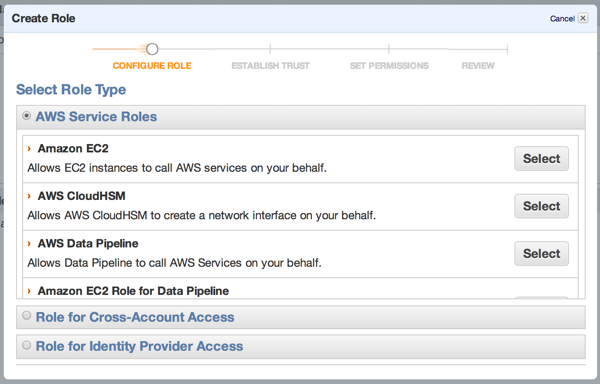 Create Role
Cancel
CONFIGURE ROLE ESTABLISH TRUST SET PERMISSIONS REVIEW
Select Role Type
AWS Service Roles
Amazon EC2
Allows EC2 instances to call AWS services on your behalf.
Select
AWS CloudHSM
Allows AWS CloudHSM to create a network interface on your behalf.
Select
AWS Data Pipeline
Allows Data Pipeline to call AWS Services on your behalf.
Select
Amazon EC2 Role for Data Pipeline
Role for Cross-Account Access
Role for Identity Provider Access